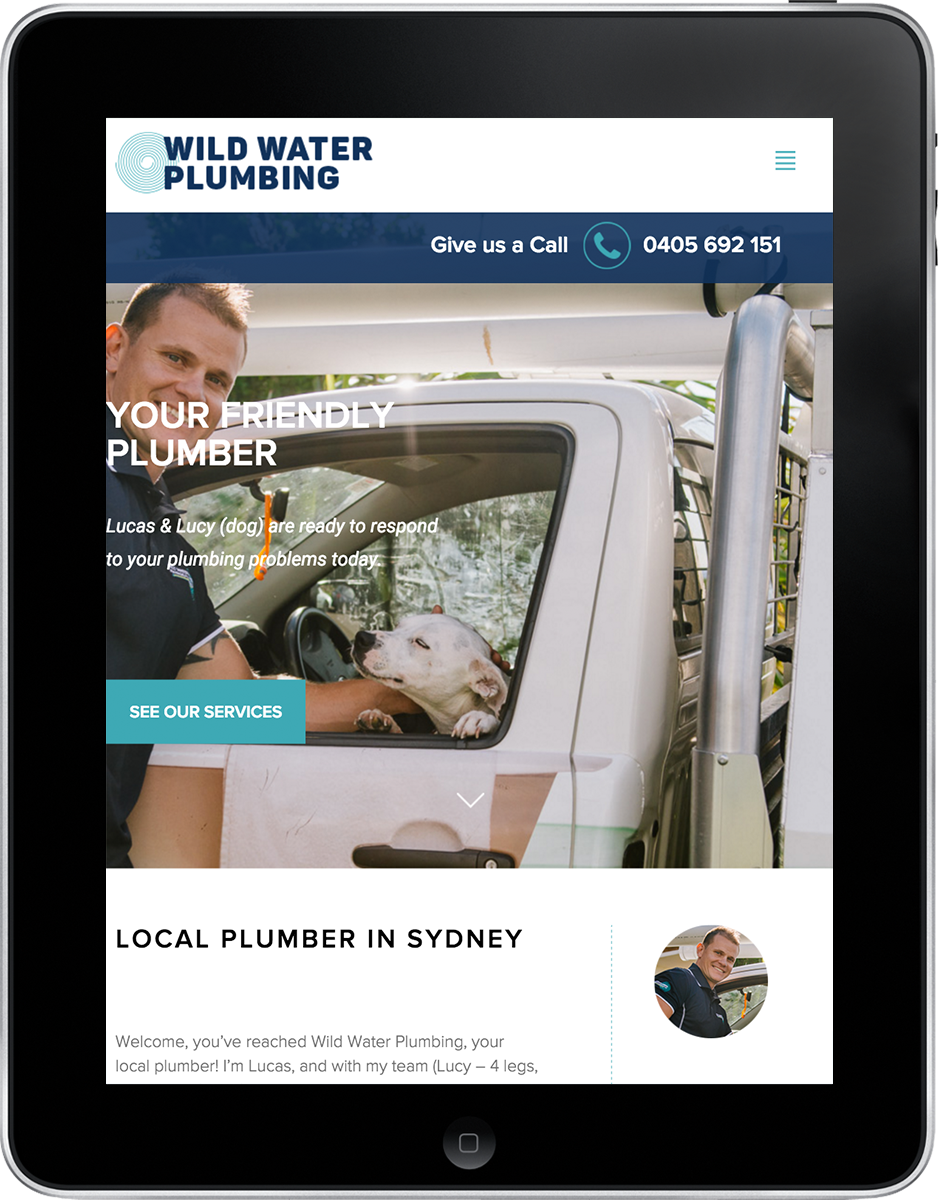 WILD WATER
PLUMBING
Give us a Call 0405 692 151
YOUR FRIENDLY
PLUMBER
Lucas & Lucy (dog) are ready to respond
to your plumbing problems today.
SEE OUR SERVICES
LOCAL PLUMBER IN SYDNEY
Welcome, you’ve reached Wild Water Plumbing, your
local plumber! I’m Lucas, and with my team (Lucy – 4 legs,